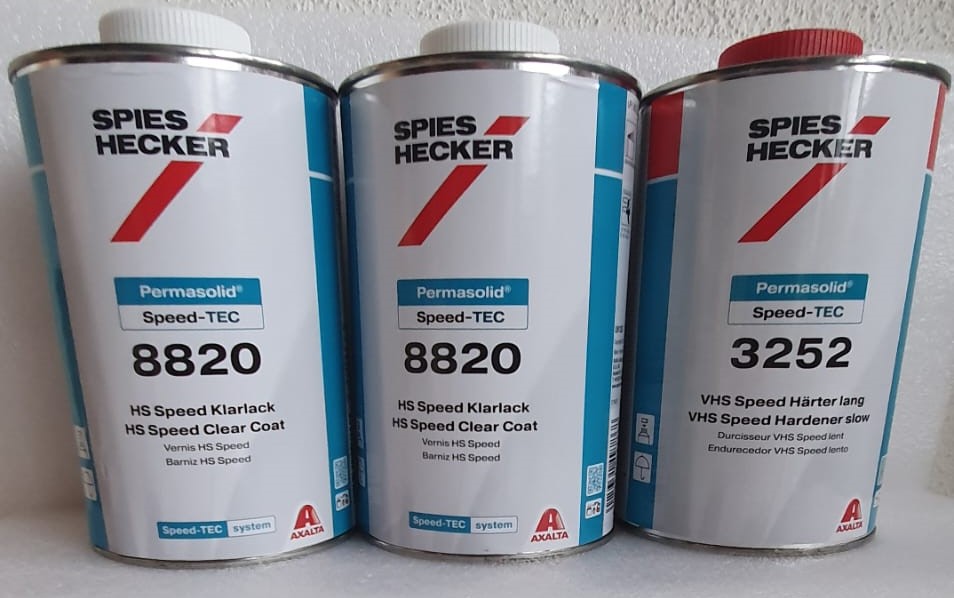 SPIES
HECKER
Permasolid®
Speed-TEC
8820
HS Speed Klarlack
HS Speed Clear Coat
Vernis HS Speed
Barniz HS Speed
Speed-TEC system
AXALTA
SPIES
HECKER
Permasolid®
Speed-TEC
8820
HS Speed Klarlack
HS Speed Clear Coat
Vernis HS Speed
Barniz HS Speed
Speed-TEC system
AXALTA
SPIES
HECKER
Permasolid®
Speed-TEC
3252
VHS Speed Härter lang
VHS Speed Hardener slow
Durcisseur VHS Speed lent
Endurecedor VHS Speed lento
AXALTA